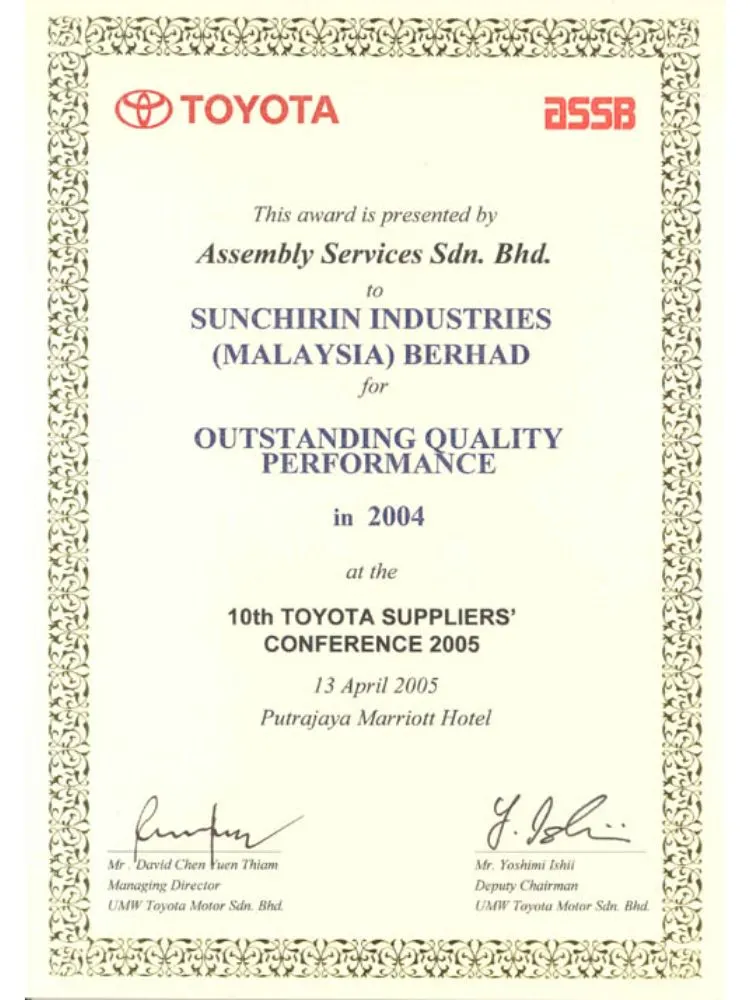 TOYOTA
ASSB
This award is presented by
Assembly Services Sdn. Bhd.
to
SUNCHIRIN INDUSTRIES
(MALAYSIA) BERHAD
for
OUTSTANDING QUALITY
PERFORMANCE
in 2004
at the
10th TOYOTA SUPPLIERS'
CONFERENCE 2005
13 April 2005
Putrajaya Marriott Hotel
Y. Ishii
Mr . David Chen Yuen Thiam
Managing Director
UMW Toyota Motor Sdn. Bhd.
Mr. Yoshimi Ishii
Deputy Chairman
UMW Toyota Motor Sdn. Bhd.